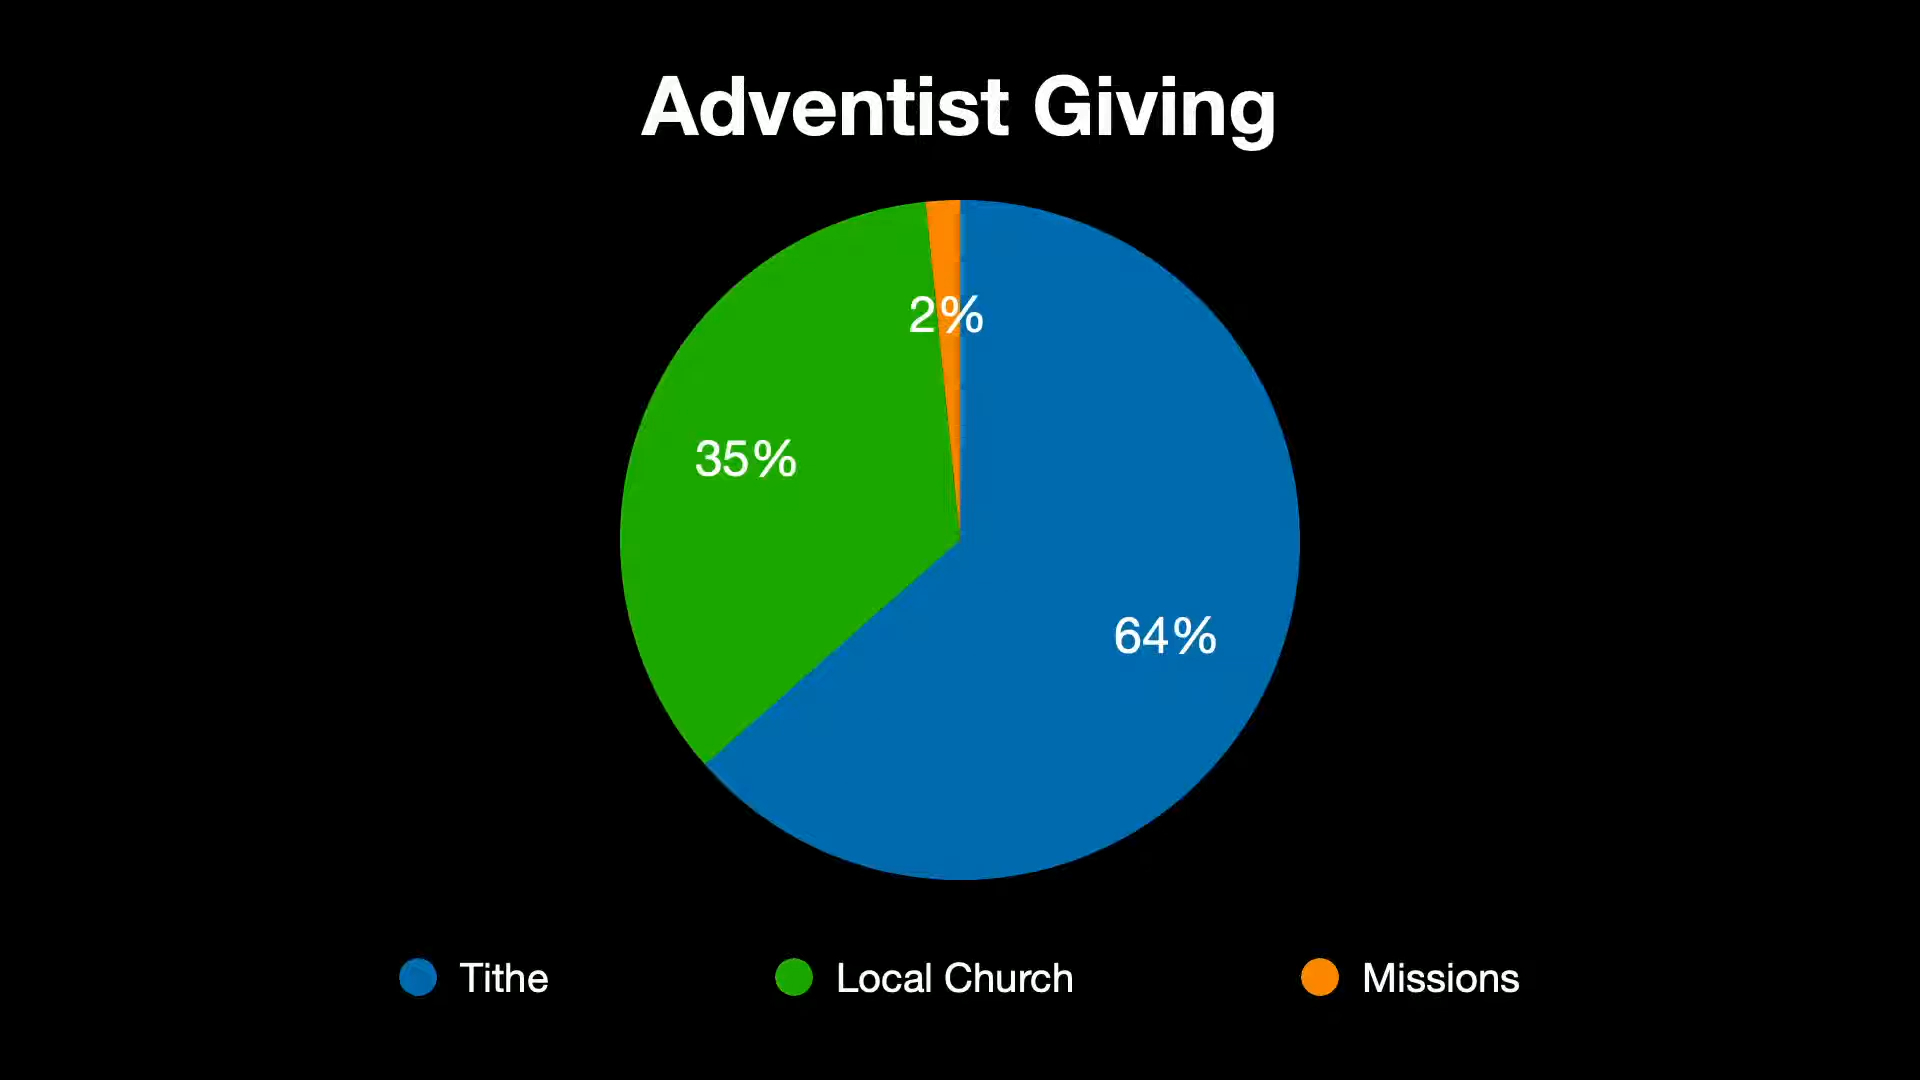 Adventist Giving
2%
35%
64%
Tithe
Local Church
Missions